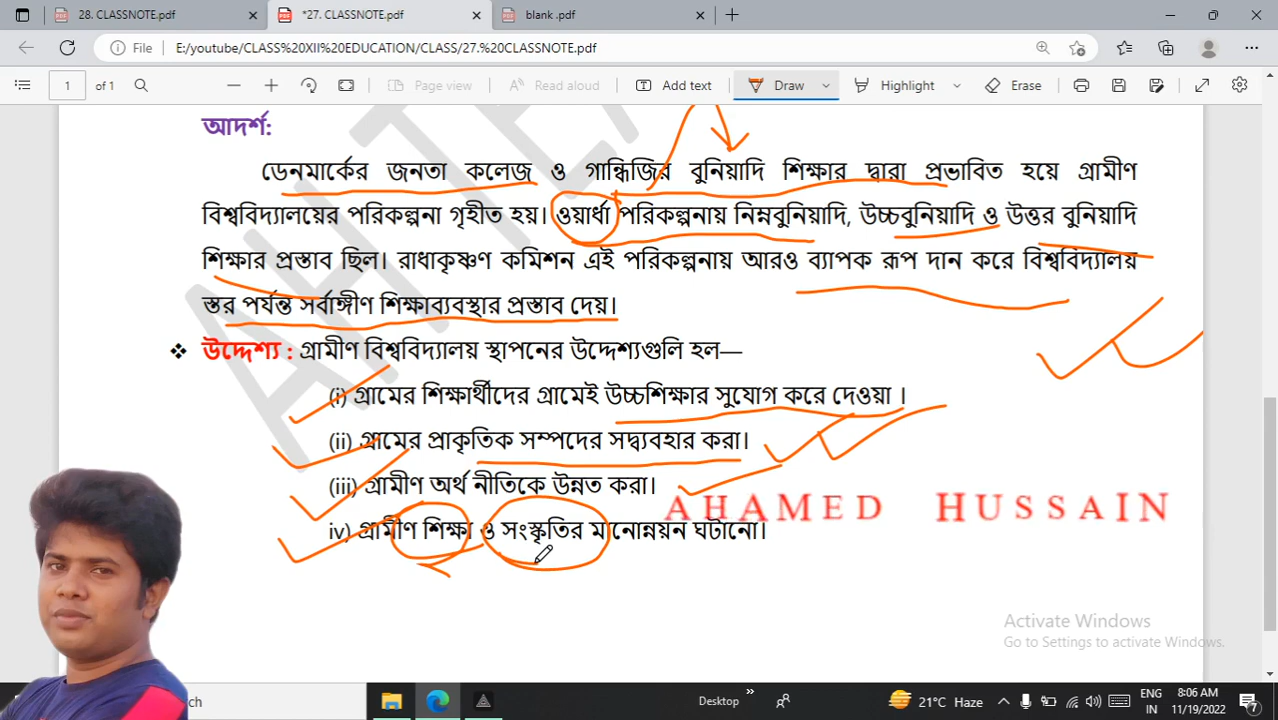 28. CLASSNOTE.pdf
*27. CLASSNOTE.pdf
blank .pdf
File E:/youtube/CLASS%20XII%20EDUCATION/CLASS/27.%20CLASSNOTE.pdf
1 of 1 Page view Read aloud Add text Draw Highlight Erase
আদর্শ:
ডেনমার্কের জনতা কলেজ ও গান্ধিজির বুনিয়াদি শিক্ষার দ্বারা প্রভাবিত হয়ে গ্রামীণ
বিশ্ববিদ্যালয়ের পরিকল্পনা গৃহীত হয়। ওয়ার্ধা পরিকল্পনায় নিম্নবুনিয়াদি, উচ্চবুনিয়াদি ও উত্তর বুনিয়াদি
শিক্ষার প্রস্তাব ছিল। রাধাকৃষ্ণণ কমিশন এই পরিকল্পনায় আরও ব্যাপক রূপ দান করে বিশ্ববিদ্যালয়
স্তর পর্যন্ত সর্বাঙ্গীণ শিক্ষাব্যবস্থার প্রস্তাব দেয়।
❖ উদ্দেশ্য : গ্রামীণ বিশ্ববিদ্যালয় স্থাপনের উদ্দেশ্যগুলি হল—
(i) গ্রামের শিক্ষার্থীদের গ্রামেই উচ্চশিক্ষার সুযোগ করে দেওয়া ।
(ii) গ্রামের প্রাকৃতিক সম্পদের সদ্ব্যবহার করা।
(iii) গ্রামীণ অর্থ নীতিকে উন্নত করা।
AHAMED HUSSAIN
iv) গ্রামীণ শিক্ষা ও সংস্কৃতির মানোন্নয়ন ঘটানো।
Activate Windows
Go to Settings to activate Windows.
rch
Desktop
21°C Haze
ENG
IN
8:06 AM
11/19/2022
7